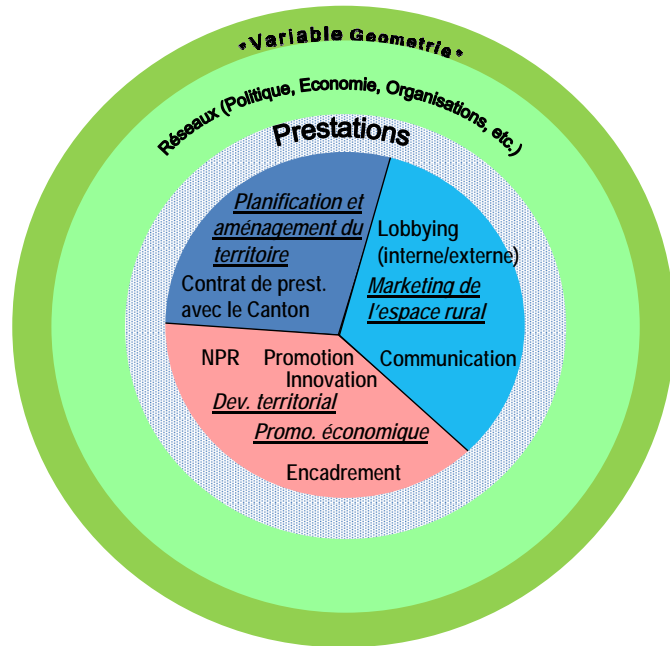 "Variable Geometrie"
Réseaux (Politique, Economie, Organisations, etc.)
Prestations
Planification et
aménagement du
territoire
Contrat de prest.
avec le Canton
Lobbying
(interne/externe)
Marketing de
l'espace rural
Communication
NPR Promotion
Innovation
Dev. territorial
Promo. économique
Encadrement